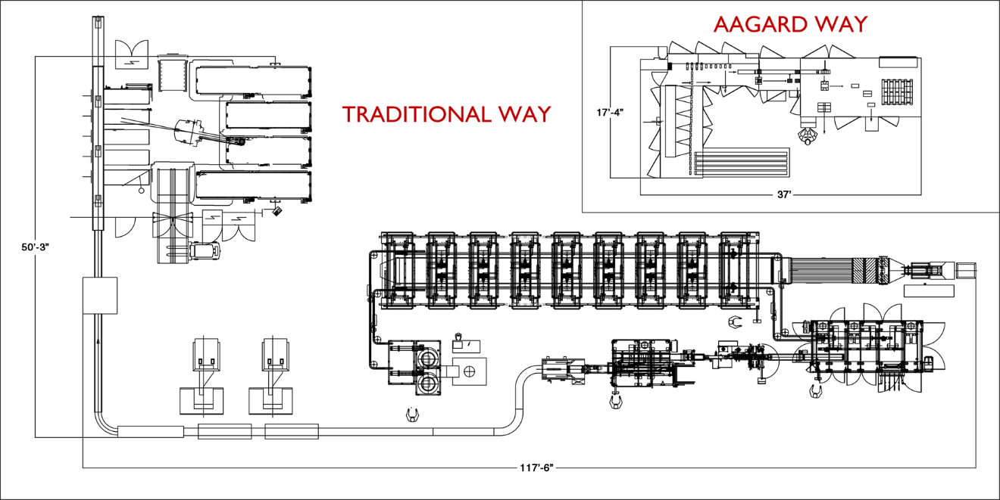 AAGARD WAY
TRADITIONAL WAY
17'-4"
37'
50'-3"
117'-6"